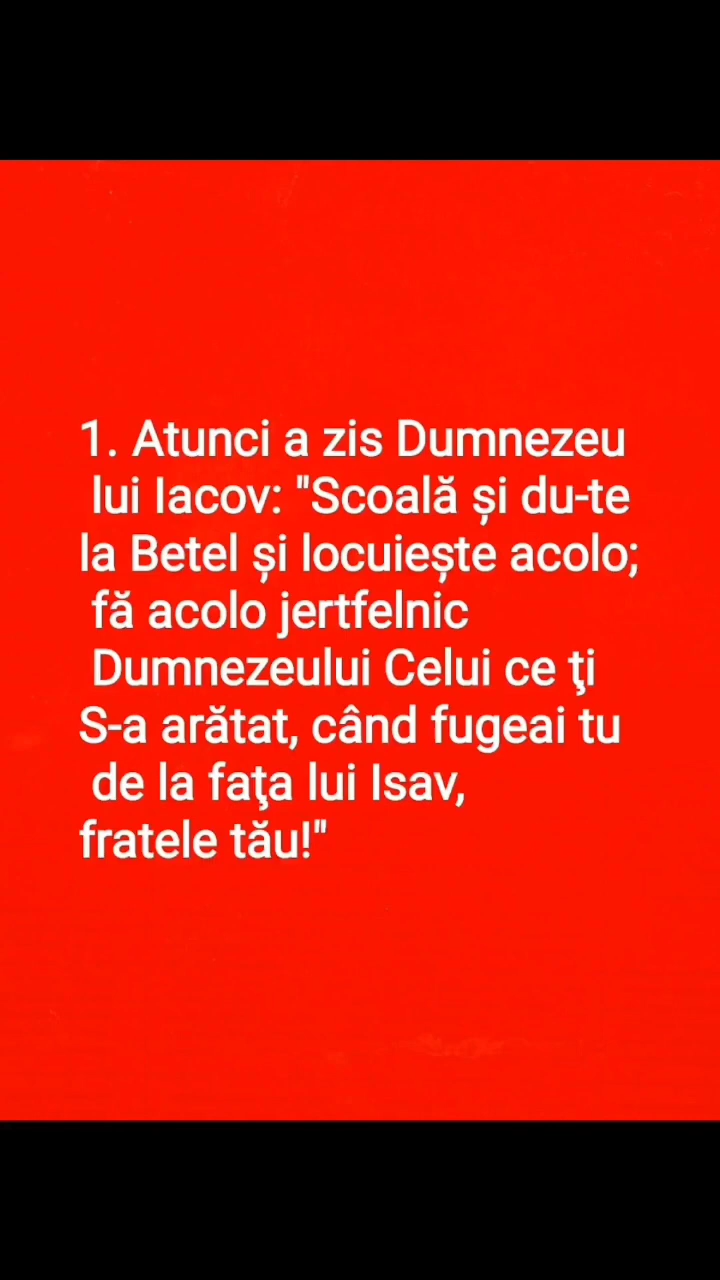 1. Atunci a zis Dumnezeu
lui Iacov: "Scoală și du-te
la Betel și locuiește acolo;
fă acolo jertfelnic
Dumnezeului Celui ce ţi
S-a arătat, când fugeai tu
de la faţa lui Isav,
fratele tău!"